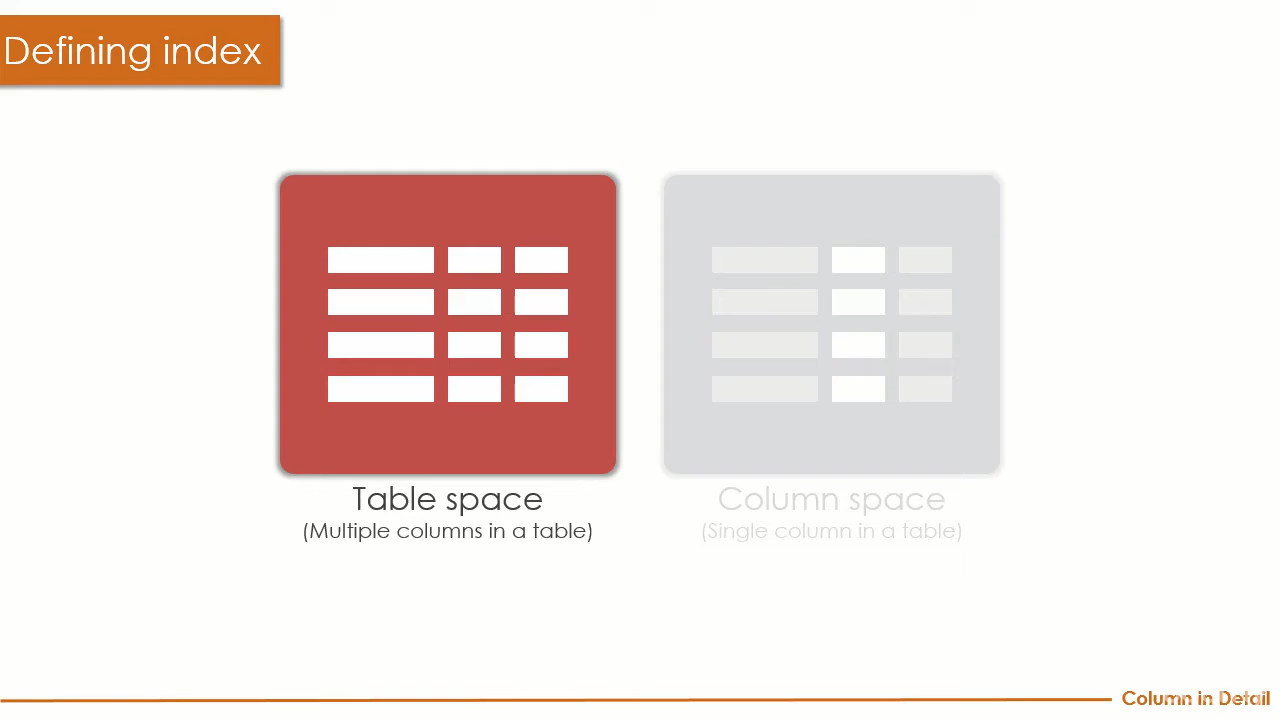 Defining index
Table space
(Multiple columns in a table)
Column space
(Single column in a table)
Column in Detail